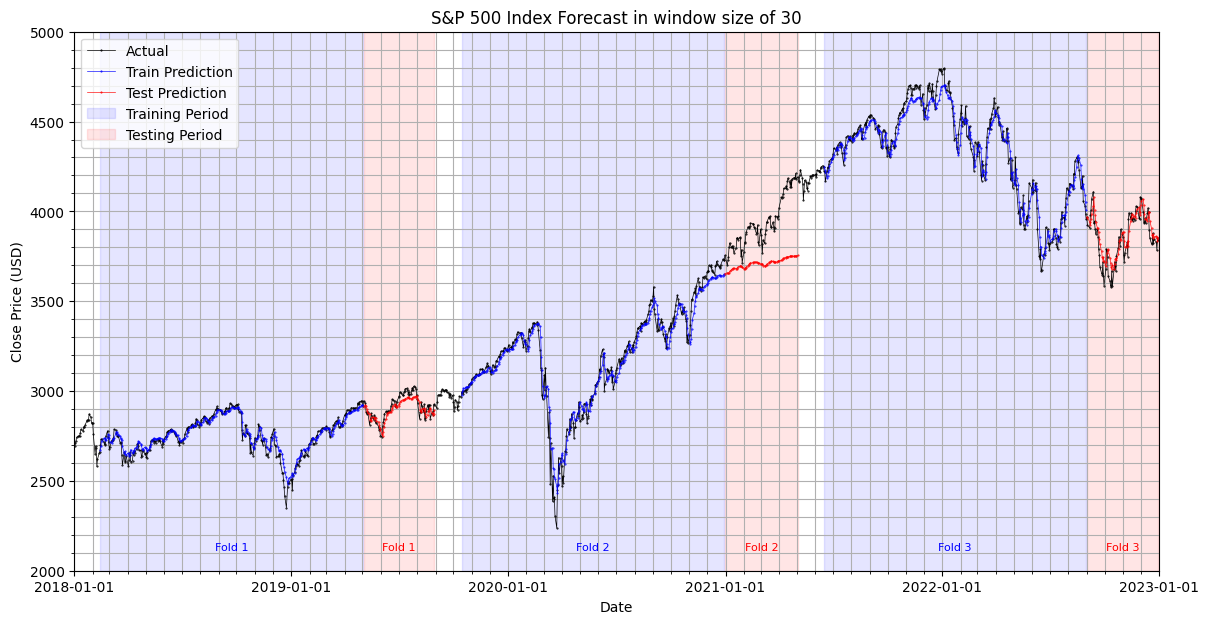 S&P 500 Index Forecast in window size of 30
5000
4500
4000
3500
3000
2500
2000
Close Price (USD)
Actual
Train Prediction
Test Prediction
Training Period
Testing Period
Fold 1
Fold 1
Fold 2
Fold 2
Fold 3
Fold 3
2018-01-01
2019-01-01
2020-01-01
2021-01-01
2022-01-01
2023-01-01
Date